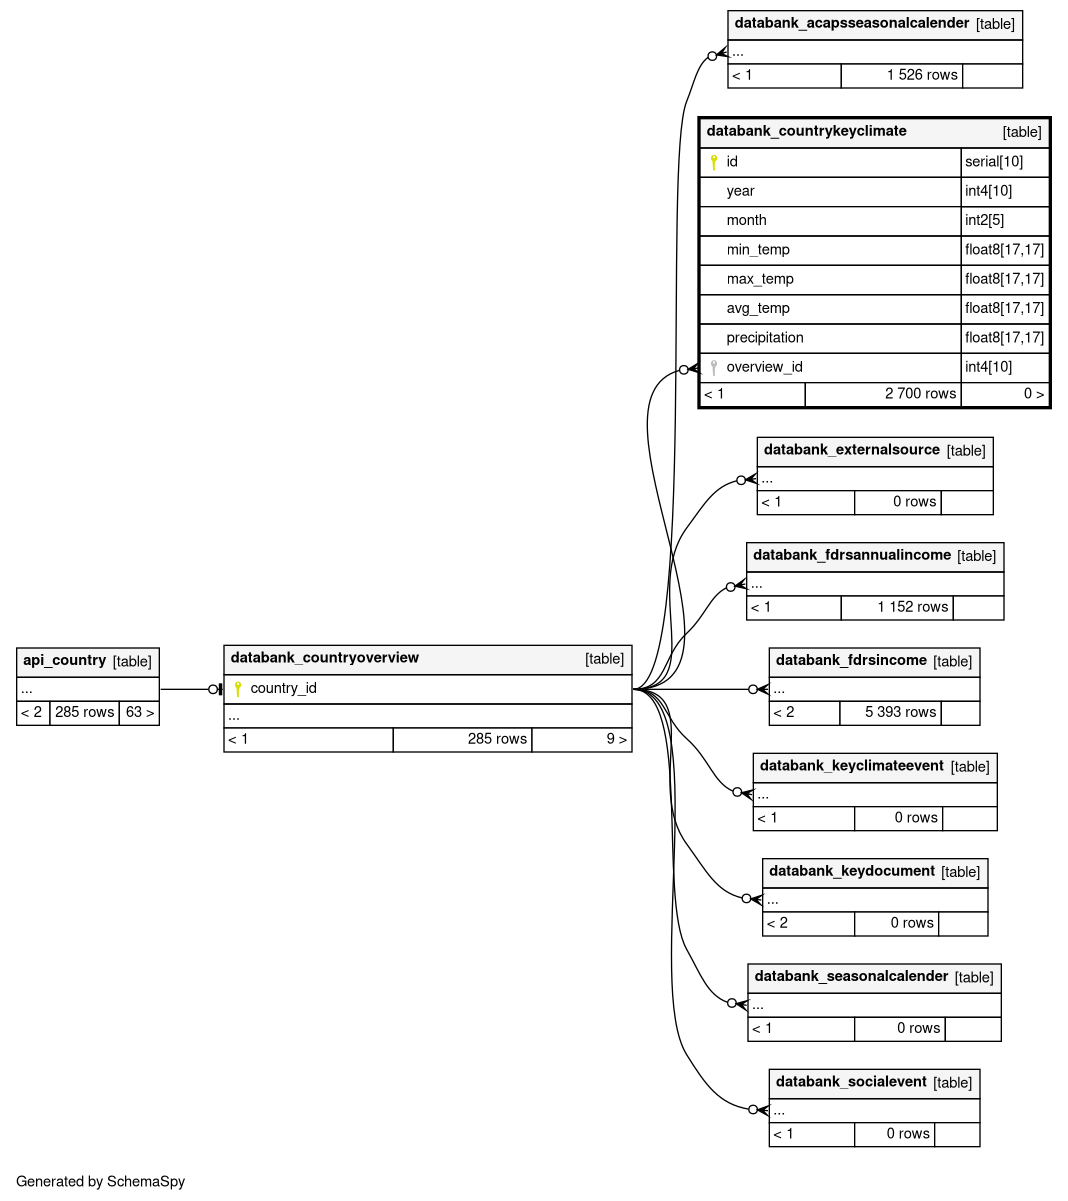 databank_acapsseasonalcalender [table]
...
< 1 1 526 rows
databank_countrykeyclimate [table]
id serial[10]
year int4[10]
month int2[5]
min_temp float8[17,17]
max_temp float8[17,17]
avg_temp float8[17,17]
precipitation float8[17,17]
overview_id int4[10]
< 1 2 700 rows 0 >
databank_externalsource [table]
...
< 1 0 rows
databank_fdrsannualincome [table]
...
< 1 1 152 rows
api_country [table]
...
< 2 285 rows 63 >
databank_countryoverview [table]
country_id
...
< 1 285 rows 9 >
databank_fdrsincome [table]
...
< 2 5 393 rows
databank_keyclimateevent [table]
...
< 1 0 rows
databank_keydocument [table]
...
< 2 0 rows
databank_seasonalcalender [table]
...
< 1 0 rows
databank_socialevent [table]
...
< 1 0 rows
Generated by SchemaSpy